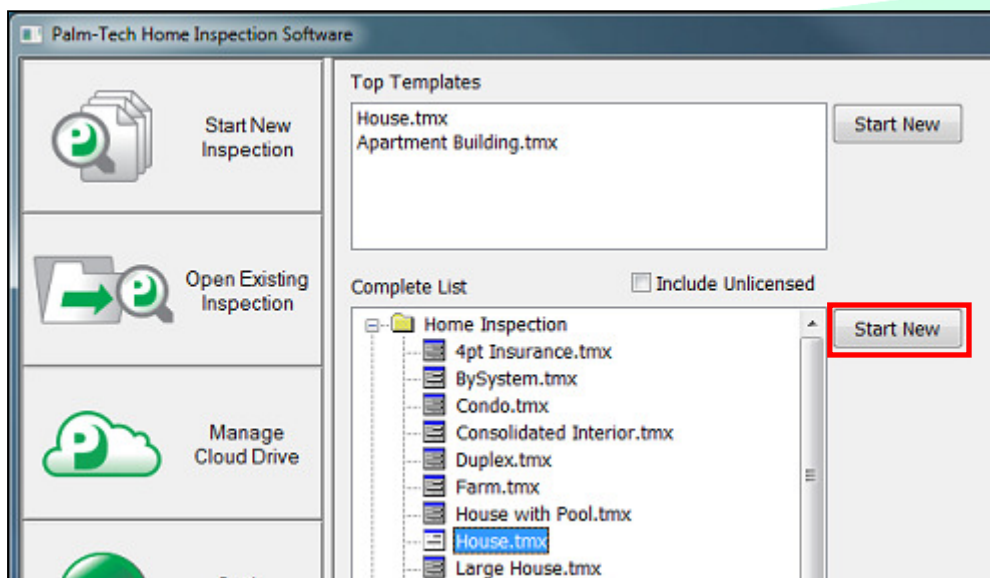 Palm-Tech Home Inspection Software
Start New
Inspection
Open Existing
Inspection
Manage
Cloud Drive
Top Templates
House.tmx
Apartment Building.tmx
Start New
Complete List
Include Unlicensed
Home Inspection
4pt Insurance.tmx
BySystem.tmx
Condo.tmx
Consolidated Interior.tmx
Duplex.tmx
Farm.tmx
House with Pool.tmx
House.tmx
Large House.tmx
Start New